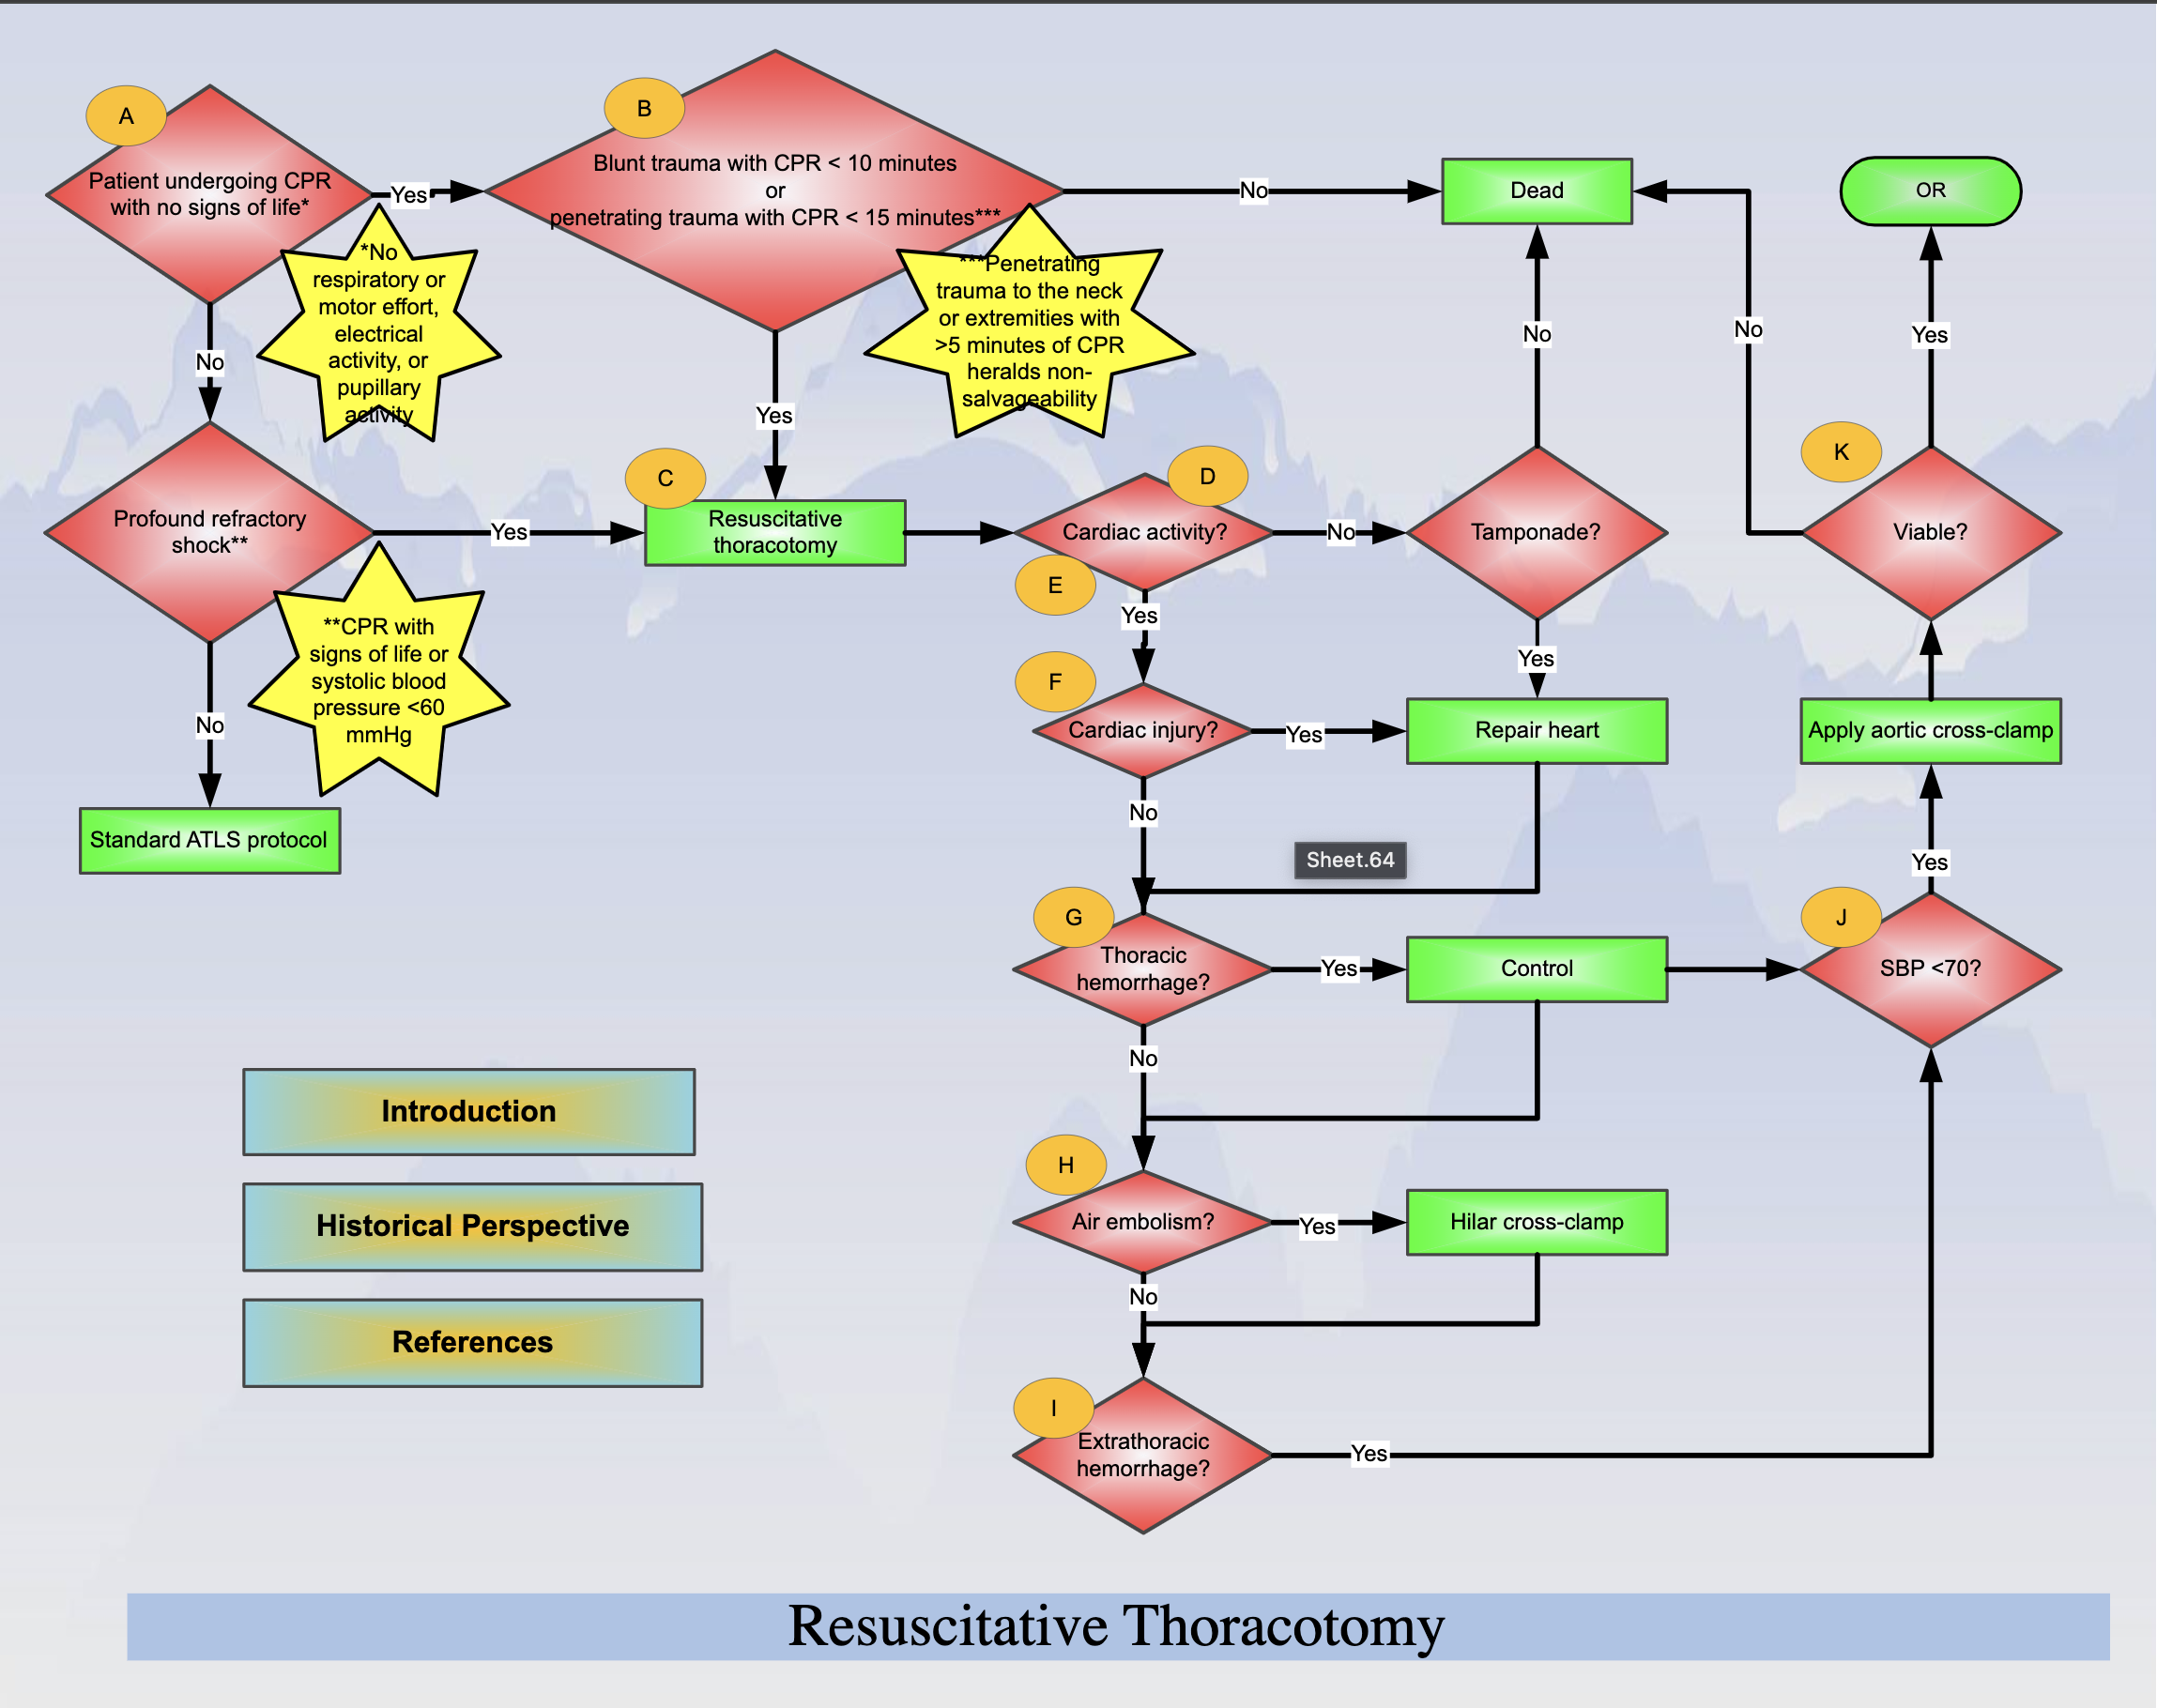 A
Patient undergoing CPR
with no signs of life*
Yes
B
Blunt trauma with CPR < 10 minutes
or
penetrating trauma with CPR < 15 minutes***
No
Dead
OR
*No
respiratory or
motor effort,
electrical
activity, or
pupillary
activity
***Penetrating
trauma to the neck
or extremities with
>5 minutes of CPR
heralds non-
salvageability
No
Yes
No
No
Yes
Profound refractory
shock**
Yes
C
Resuscitative
thoracotomy
D
Cardiac activity?
E
No
Tamponade?
K
Viable?
**CPR with
signs of life or
systolic blood
pressure <60
mmHg
No
Standard ATLS protocol
Yes
Yes
F
Cardiac injury?
Yes
Repair heart
Apply aortic cross-clamp
No
Sheet.64
Yes
G
Thoracic
hemorrhage?
Yes
Control
J
SBP <70?
No
Introduction
H
Air embolism?
Yes
Hilar cross-clamp
Historical Perspective
No
References
I
Extrathoracic
hemorrhage?
Yes
Resuscitative Thoracotomy